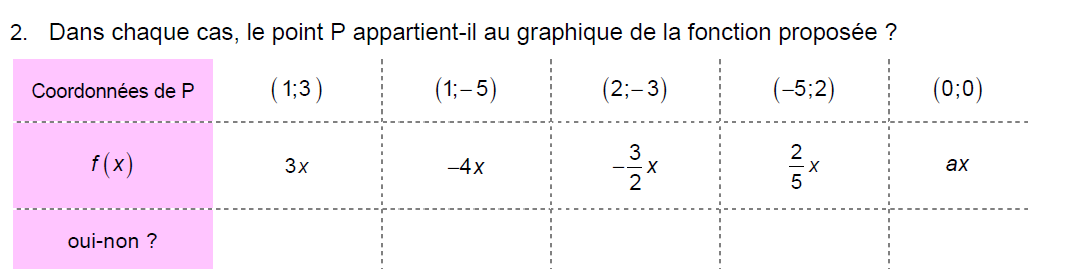 2. Dans chaque cas, le point P appartient-il au graphique de la fonction proposée ?
Coordonnées de P (1;3) (1;–5) (2;–3) (–5;2) (0;0)
f(x) 3x –4x –3/2 x 2/5 x ax
oui-non ?